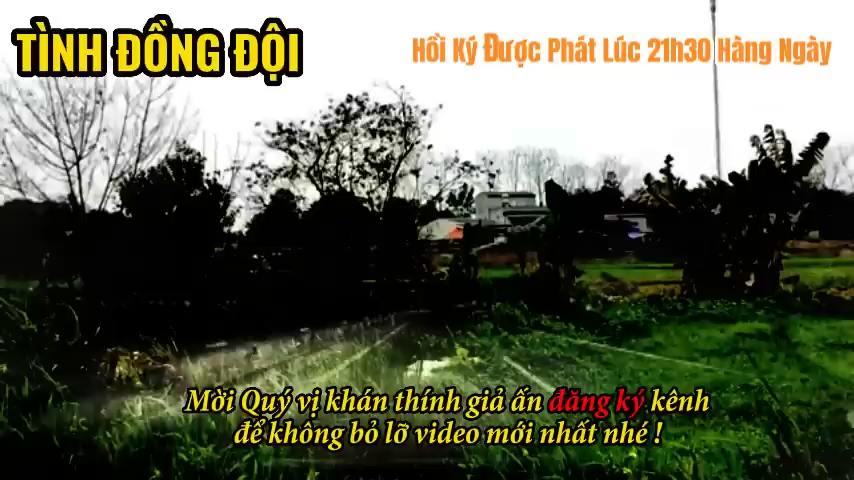 TÌNH ĐỒNG ĐỘI
Hồi Ký Được Phát Lúc 21h30 Hàng Ngày
Mời Quý vị khán thính giả ấn đăng ký kênh
để không bỏ lỡ video mới nhất nhé !